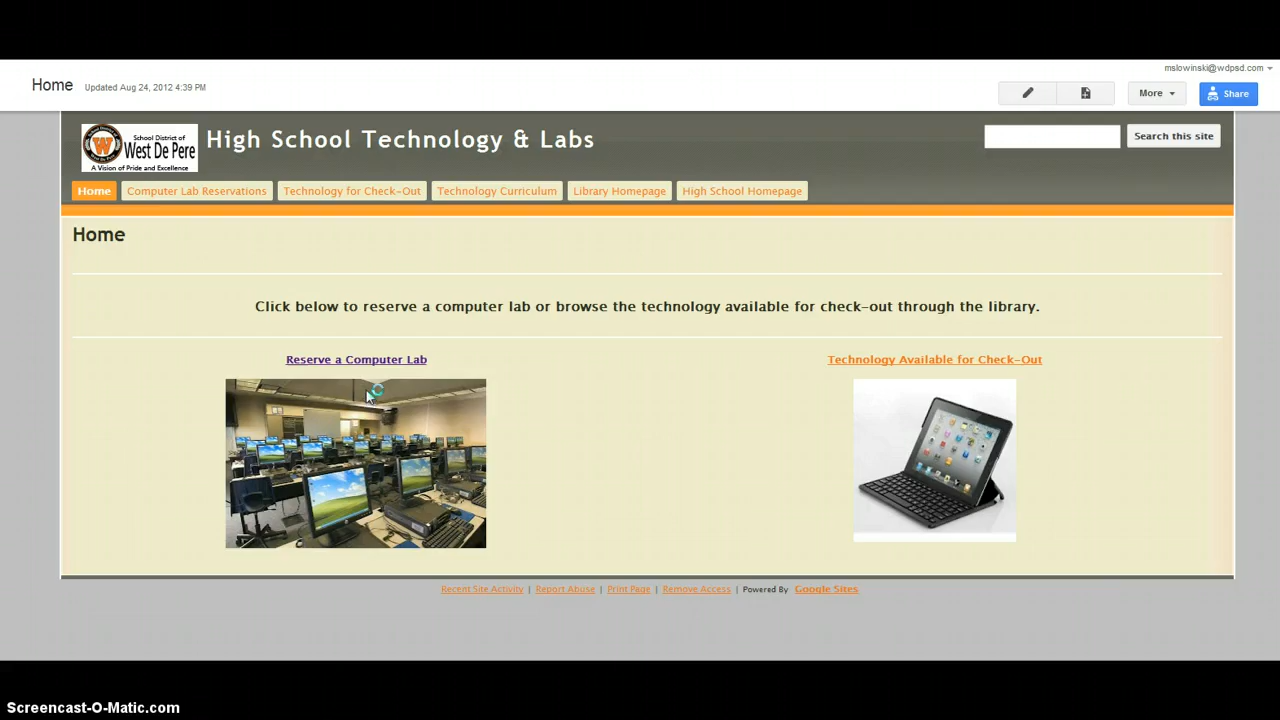 mslowinski@wdpsd.com
Home Updated Aug 24, 2012 4:39 PM
More Share
School District of
West De Pere
A Vision of Pride and Excellence
High School Technology & Labs
Search this site
Home Computer Lab Reservations Technology for Check-Out Technology Curriculum Library Homepage High School Homepage
Home
Click below to reserve a computer lab or browse the technology available for check-out through the library.
Reserve a Computer Lab Technology Available for Check-Out
Recent Site Activity | Report Abuse | Print Page | Remove Access | Powered By Google Sites
Screencast-O-Matic.com